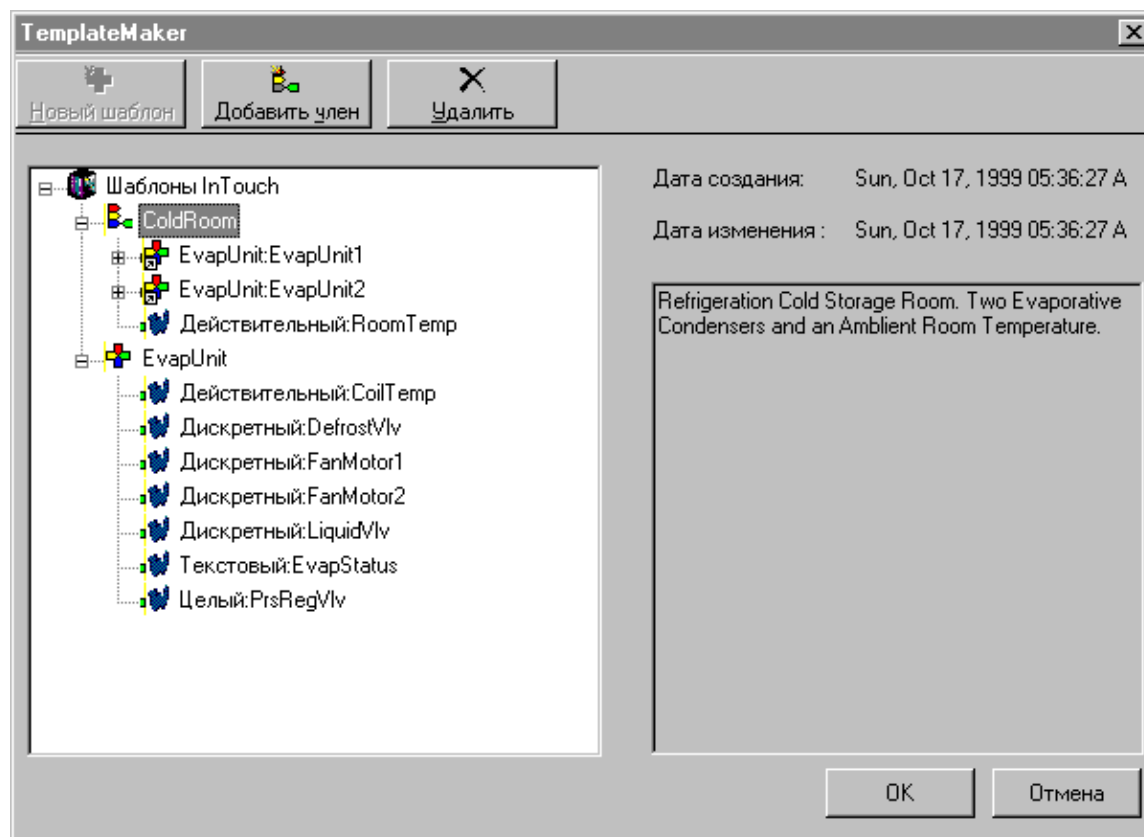 TemplateMaker
Новый шаблон
Добавить член
Удалить
Шаблоны InTouch
ColdRoom
EvapUnit:EvapUnit1
EvapUnit:EvapUnit2
Действительный:RoomTemp
EvapUnit
Действительный:CoilTemp
Дискретный:DefrostVlv
Дискретный:FanMotor1
Дискретный:FanMotor2
Дискретный:LiquidVlv
Текстовый:EvapStatus
Целый:PrsRegVlv
Дата создания: Sun, Oct 17, 1999 05:36:27 A
Дата изменения : Sun, Oct 17, 1999 05:36:27 A
Refrigeration Cold Storage Room. Two Evaporative
Condensers and an Amblient Room Temperature.
OK
Отмена